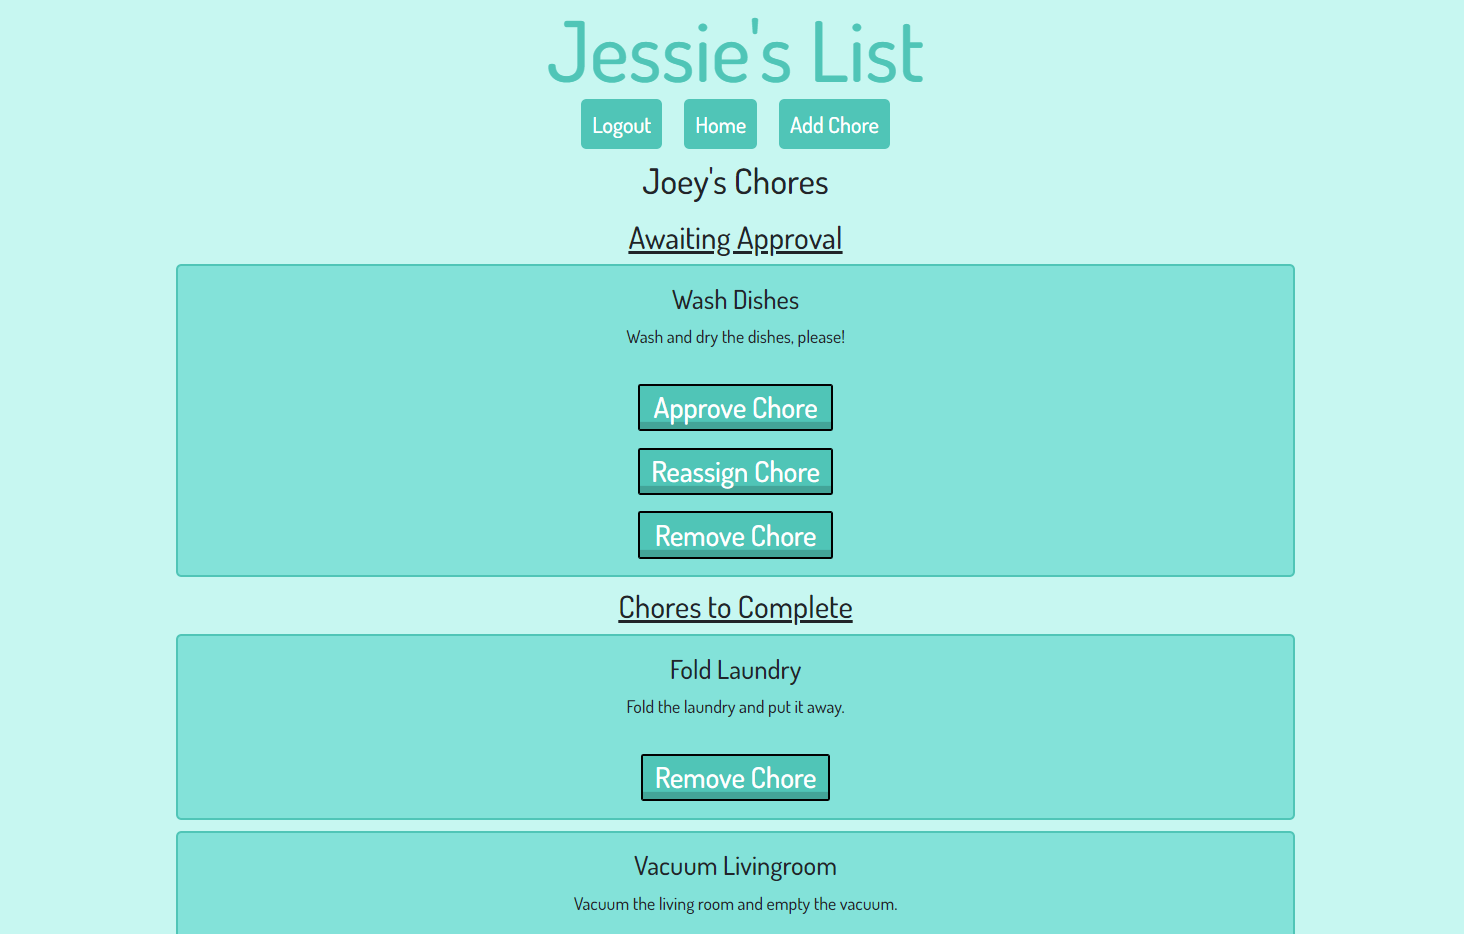 Jessie's List
Logout Home Add Chore
Joey's Chores
Awaiting Approval
Wash Dishes
Wash and dry the dishes, please!
Approve Chore
Reassign Chore
Remove Chore
Chores to Complete
Fold Laundry
Fold the laundry and put it away.
Remove Chore
Vacuum Livingroom
Vacuum the living room and empty the vacuum.